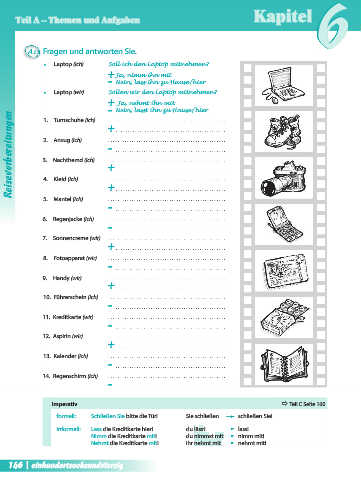 Teil A – Themen und Aufgaben
Kapitel 6
Fragen und antworten Sie.
Laptop (ich)
Soll ich den Laptop mitnehmen?
+ Ja, nimm ihn mit
- Nein, lass ihn zu Hause/hier
Laptop (wir)
Sollen wir den Laptop mitnehmen?
+ Ja, nehmt ihn mit
- Nein, lasst ihn zu Hause/hier
1. Turnschuhe (ich)
+
2. Anzug (ich)
-
3. Nachthemd (ich)
+
4. Kleid (ich)
+
5. Mantel (ich)
-
6. Regenjacke (ich)
-
7. Sonnencreme (wir)
+
8. Fotoapparat (wir)
-
9. Handy (wir)
+
10. Führerschein (ich)
-
11. Kreditkarte (wir)
-
12. Aspirin (wir)
+
13. Kalender (ich)
-
14. Regenschirm (ich)
-
Reisevorbereitungen
Imperativ
⇨ Teil C Seite 160
formell:
Schließen Sie bitte die Tür!
Sie schließen → schließen Sie!
informell:
Lass die Kreditkarte hier!
du lässt → lass!
Nimm die Kreditkarte mit!
du nimmst mit → nimm mit!
Nehmt die Kreditkarte mit!
ihr nehmt mit → nehmt mit!
146 | einhundertsechsundvierzig